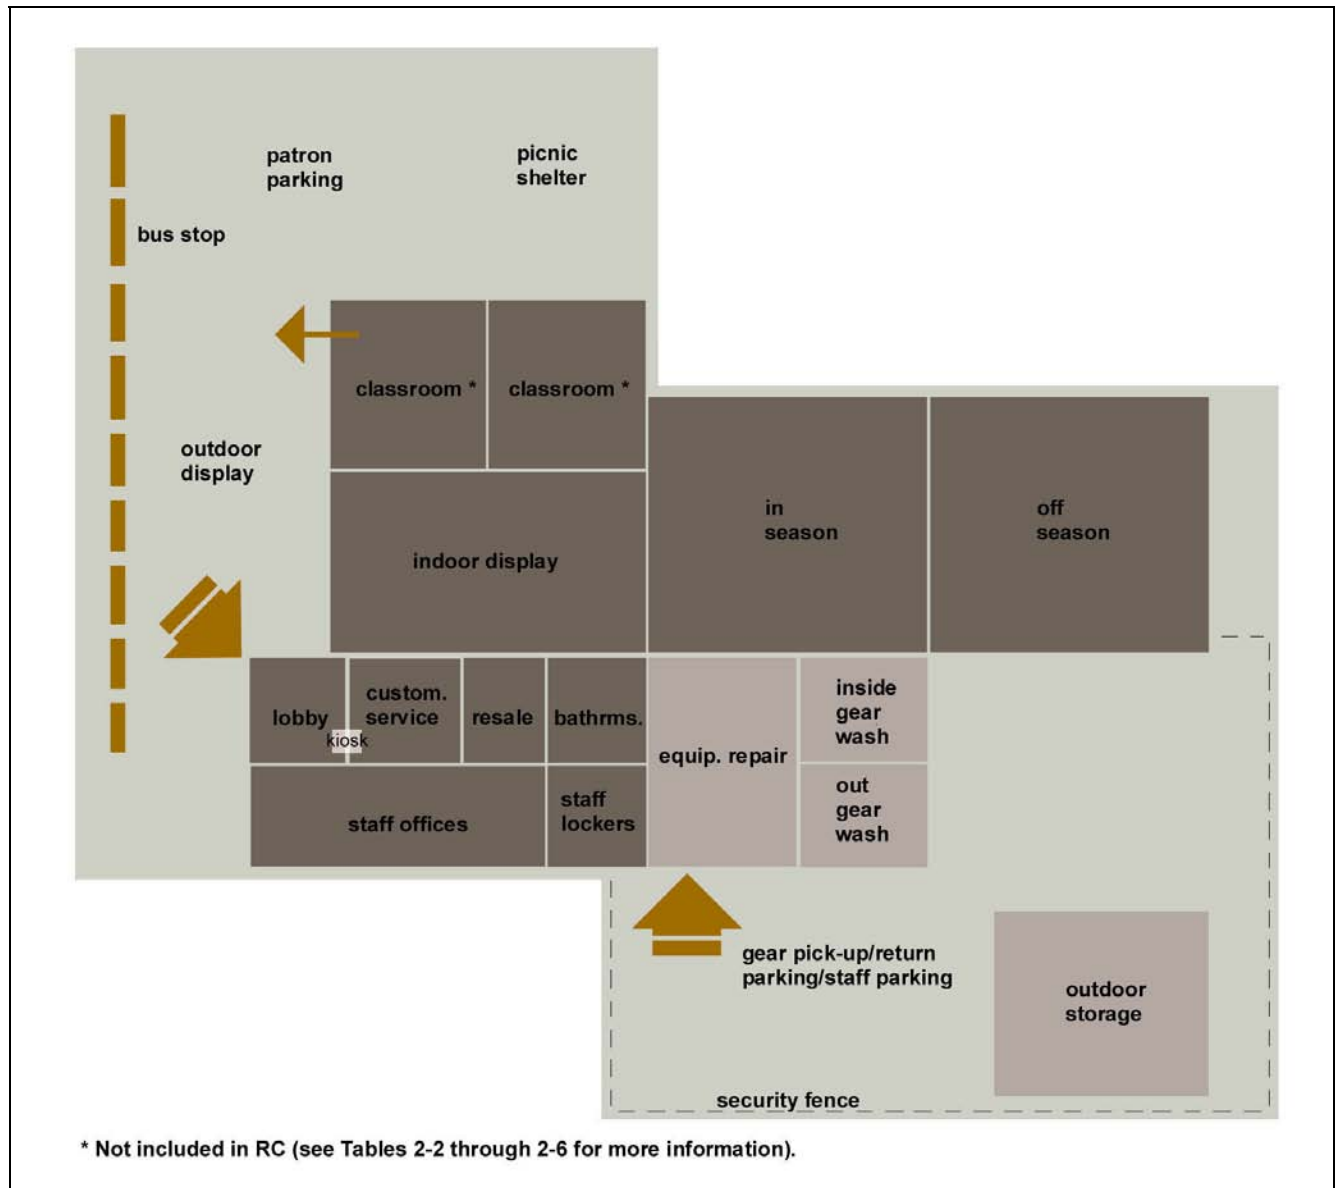 patron
parking
picnic
shelter
bus stop
classroom *
classroom *
outdoor
display
in
season
off
season
indoor display
lobby
custom.
service
kiosk
resale
bathrms.
equip. repair
inside
gear
wash
out
gear
wash
staff offices
staff
lockers
gear pick-up/return
parking/staff parking
outdoor
storage
security fence
* Not included in RC (see Tables 2-2 through 2-6 for more information).